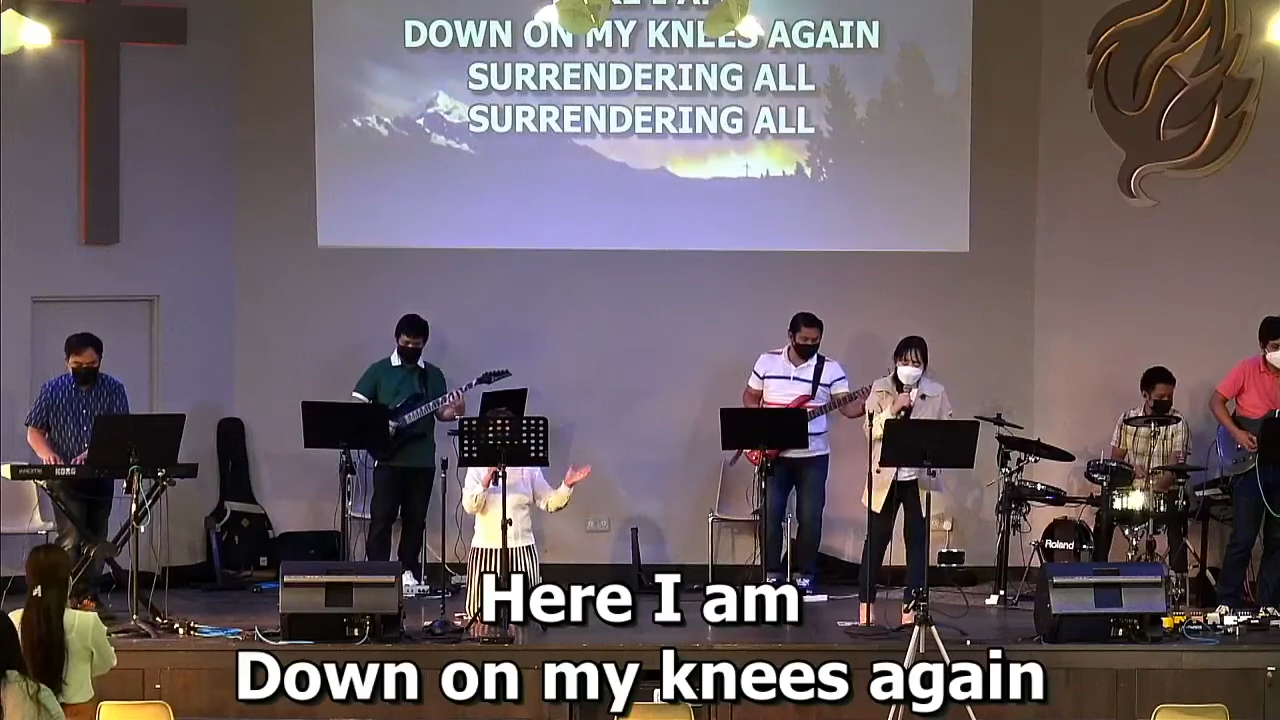 DOWN ON MY KNEES AGAIN
SURRENDERING ALL
SURRENDERING ALL
KORG
Roland
Here I am
Down on my knees again